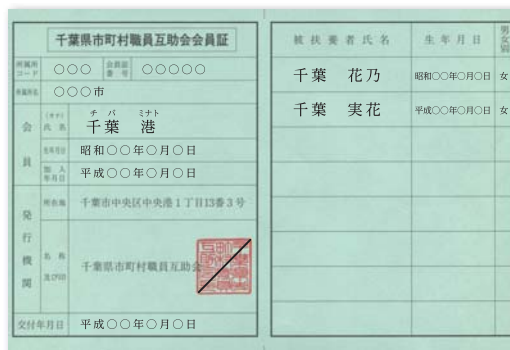 千葉県市町村職員互助会会員証
所属所コード ○○○ 会員証番号 ○○○○○
所属所名 ○○○市
会員
(カナ) チバ ミナト
氏名 千葉 港
生年月日 昭和○○年○月○日
加入年月日 平成○○年○月○日
発行機関
所在地 千葉市中央区中央港1丁目13番3号
名称及び印 千葉県市町村職員互助会
交付年月日 平成○○年○月○日
被扶養者氏名 生年月日 男女別
千葉 花乃 昭和○○年○月○日 女
千葉 実花 平成○○年○月○日 女